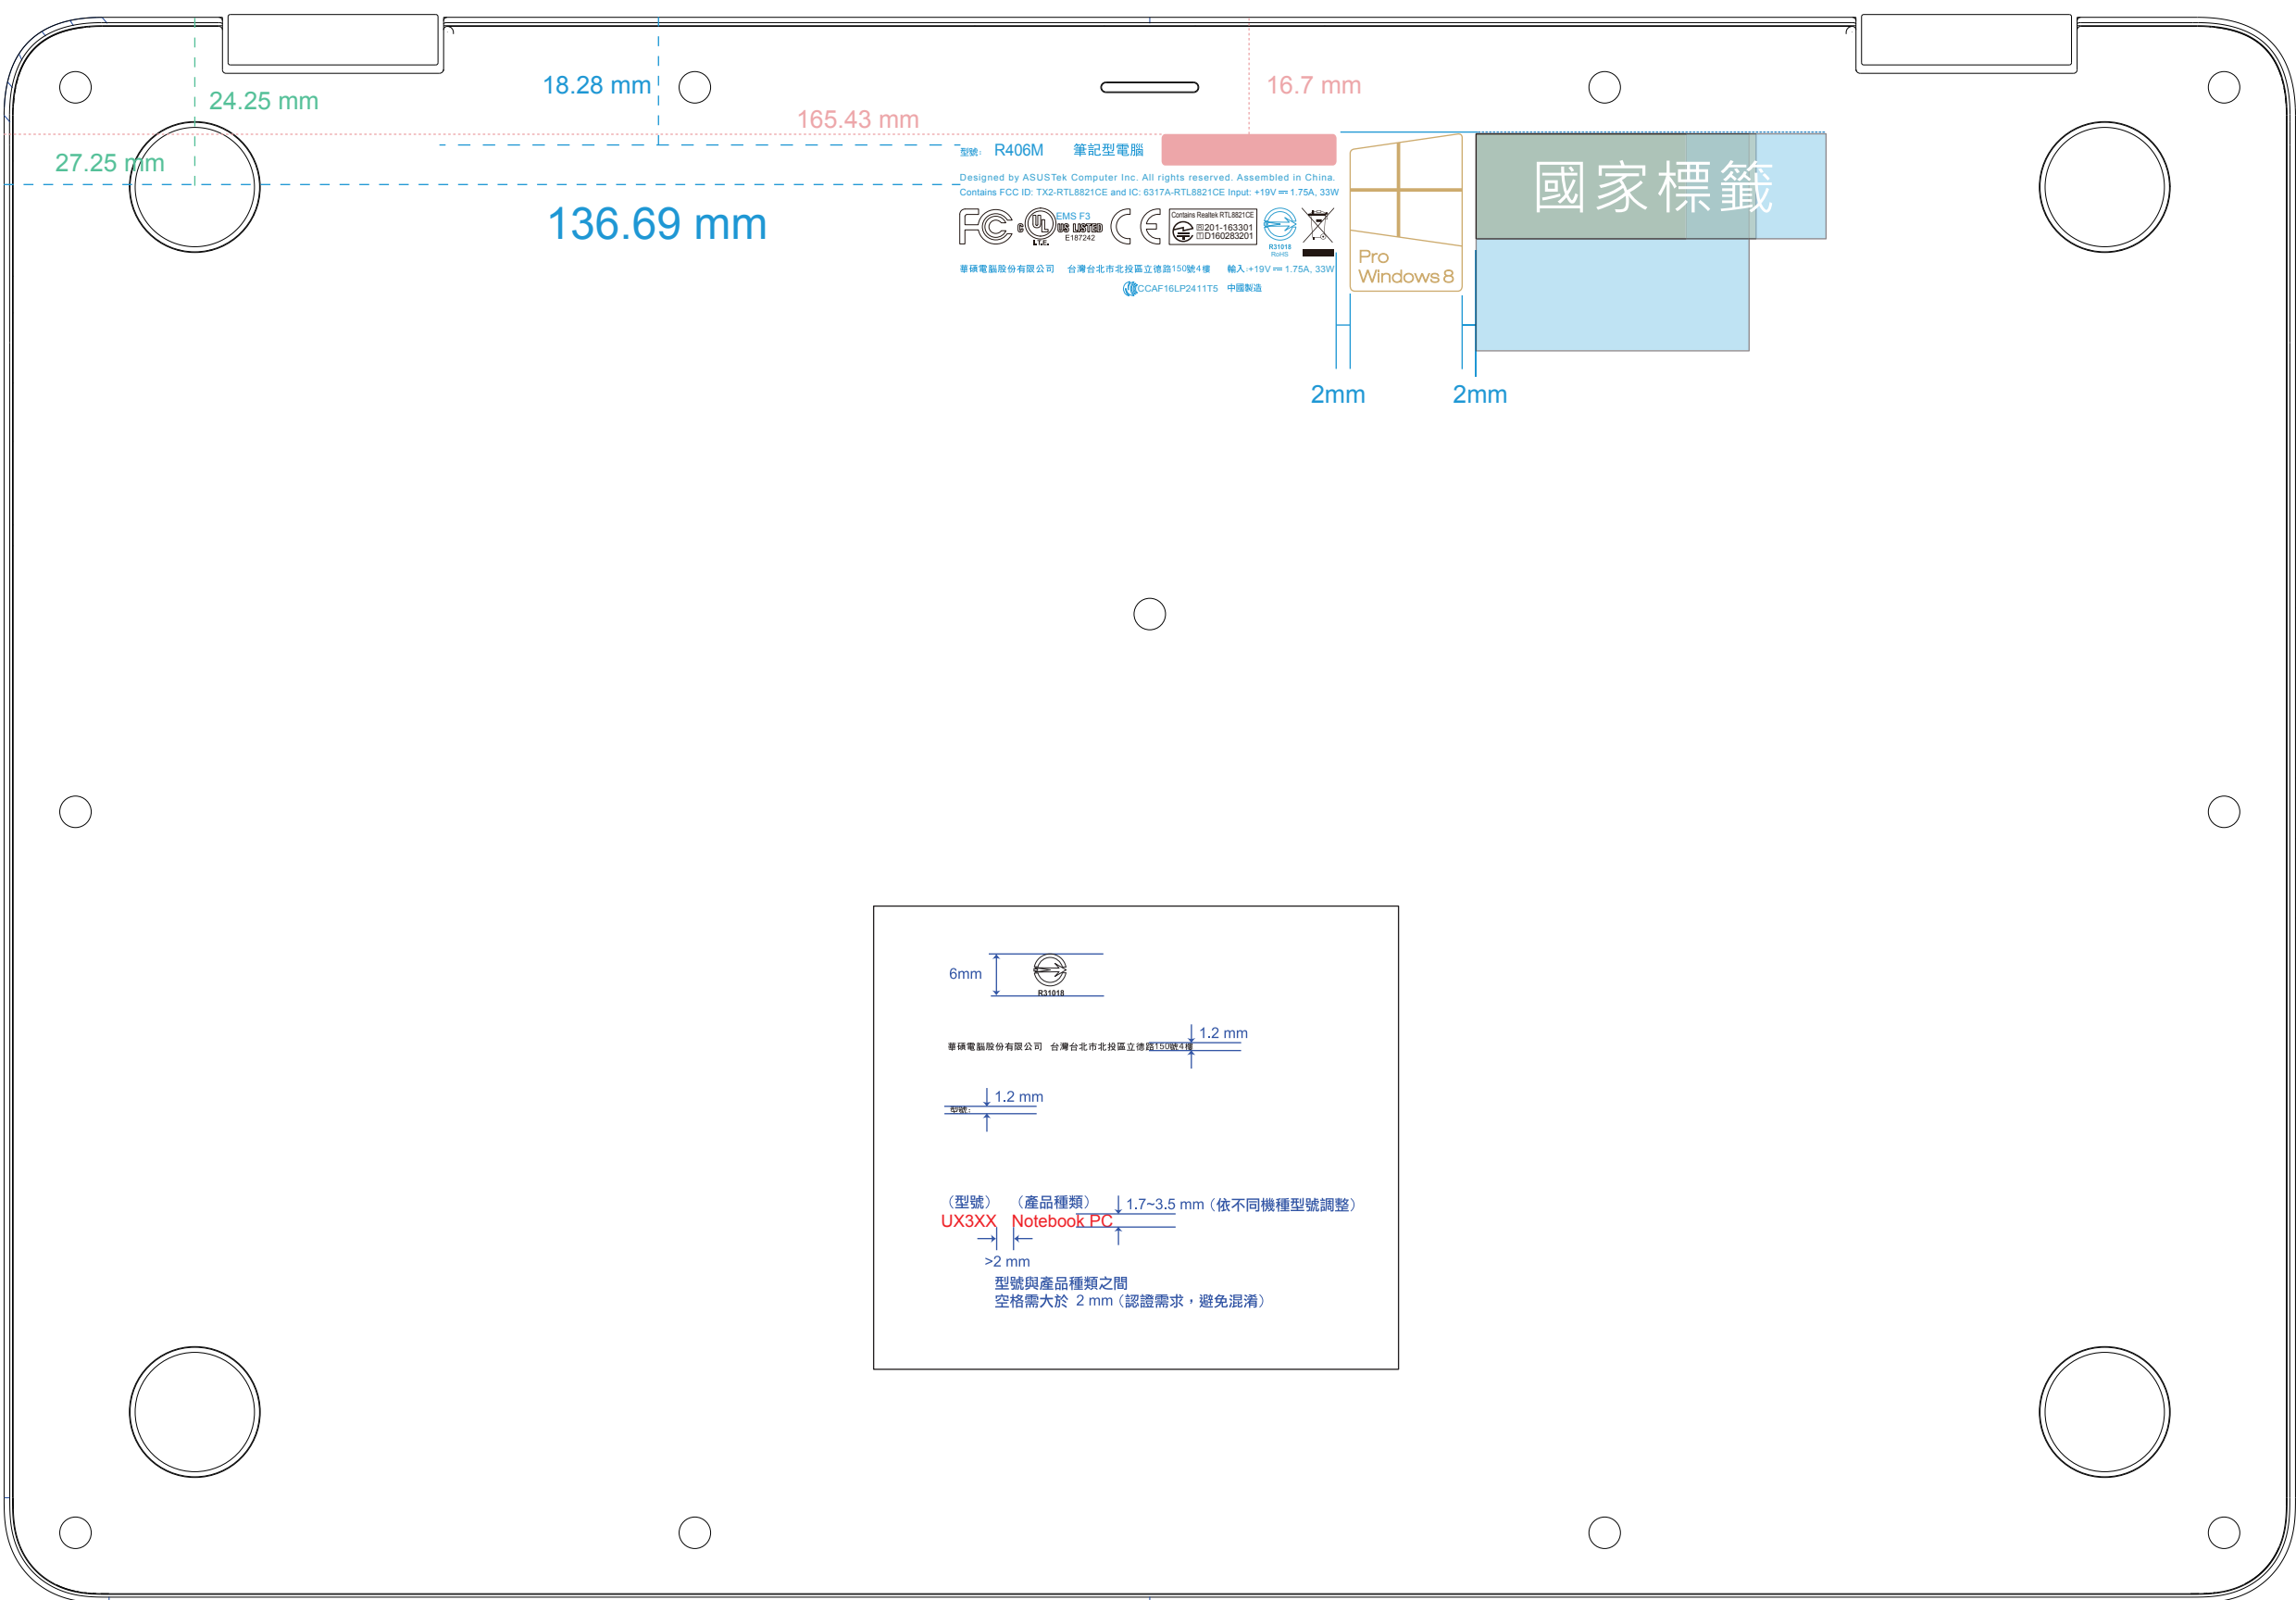 24.25 mm
18.28 mm
16.7 mm
165.43 mm
27.25 mm
136.69 mm
型號: R406M 筆記型電腦
Designed by ASUSTek Computer Inc. All rights reserved. Assembled in China.
Contains FCC ID: TX2-RTL8821CE and IC: 6317A-RTL8821CE Input: +19V ⎓ 1.75A, 33W
FC
C UL US LISTED
I.T.E.
EMS F3
E187242
CE
Contains Realtek RTL8821CE
R 201-163301
T D160283201
R31018
RoHS
華碩電腦股份有限公司 台灣台北市北投區立德路150號4樓 輸入:+19V ⎓ 1.75A, 33W
CCAF16LP2411T5 中國製造
Pro
Windows 8
國家標籤
2mm
2mm
6mm
R31018
1.2 mm
華碩電腦股份有限公司 台灣台北市北投區立德路150號4樓
1.2 mm
型號:
（型號） （產品種類） 1.7~3.5 mm（依不同機種型號調整）
UX3XX Notebook PC
>2 mm
型號與產品種類之間
空格需大於 2 mm（認證需求，避免混淆）